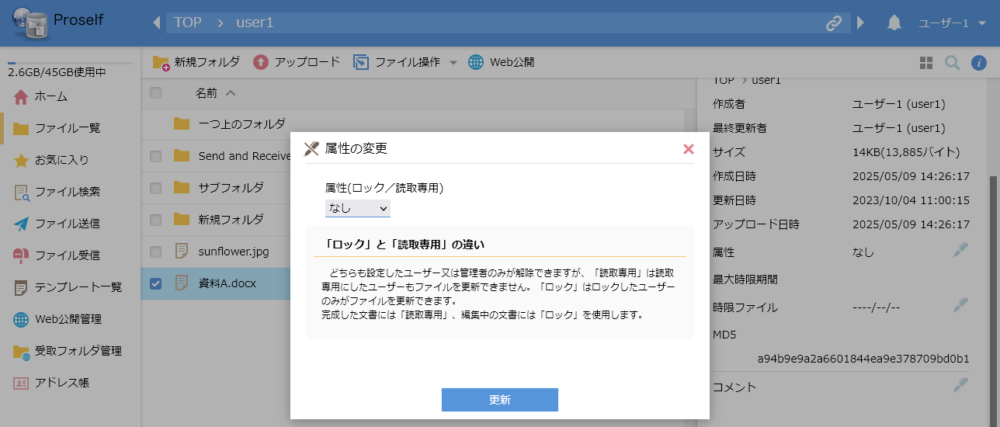 Proself
TOP > user1
ユーザー1
2.6GB/45GB使用中
ホーム
ファイル一覧
お気に入り
ファイル検索
ファイル送信
ファイル受信
テンプレート一覧
Web公開管理
受取フォルダ管理
アドレス帳
新規フォルダ アップロード ファイル操作 Web公開
名前
一つ上のフォルダ
Send and Receive
サブフォルダ
新規フォルダ
sunflower.jpg
資料A.docx
属性の変更
属性(ロック／読取専用)
なし
「ロック」と「読取専用」の違い
どちらも設定したユーザー又は管理者のみが解除できますが、「読取専用」は読取
専用にしたユーザーもファイルを更新できません。「ロック」はロックしたユーザー
のみがファイルを更新できます。
完成した文書には「読取専用」、編集中の文書には「ロック」を使用します。
更新
TOP > user1
作成者 ユーザー1 (user1)
最終更新者 ユーザー1 (user1)
サイズ 14KB(13,885バイト)
作成日時 2025/05/09 14:26:17
更新日時 2023/10/04 11:00:15
アップロード日時 2025/05/09 14:26:17
属性 なし
最大時限期間
時限ファイル ----/--/--
MD5
a94b9e9a2a6601844ea9e378709bd0b1
コメント